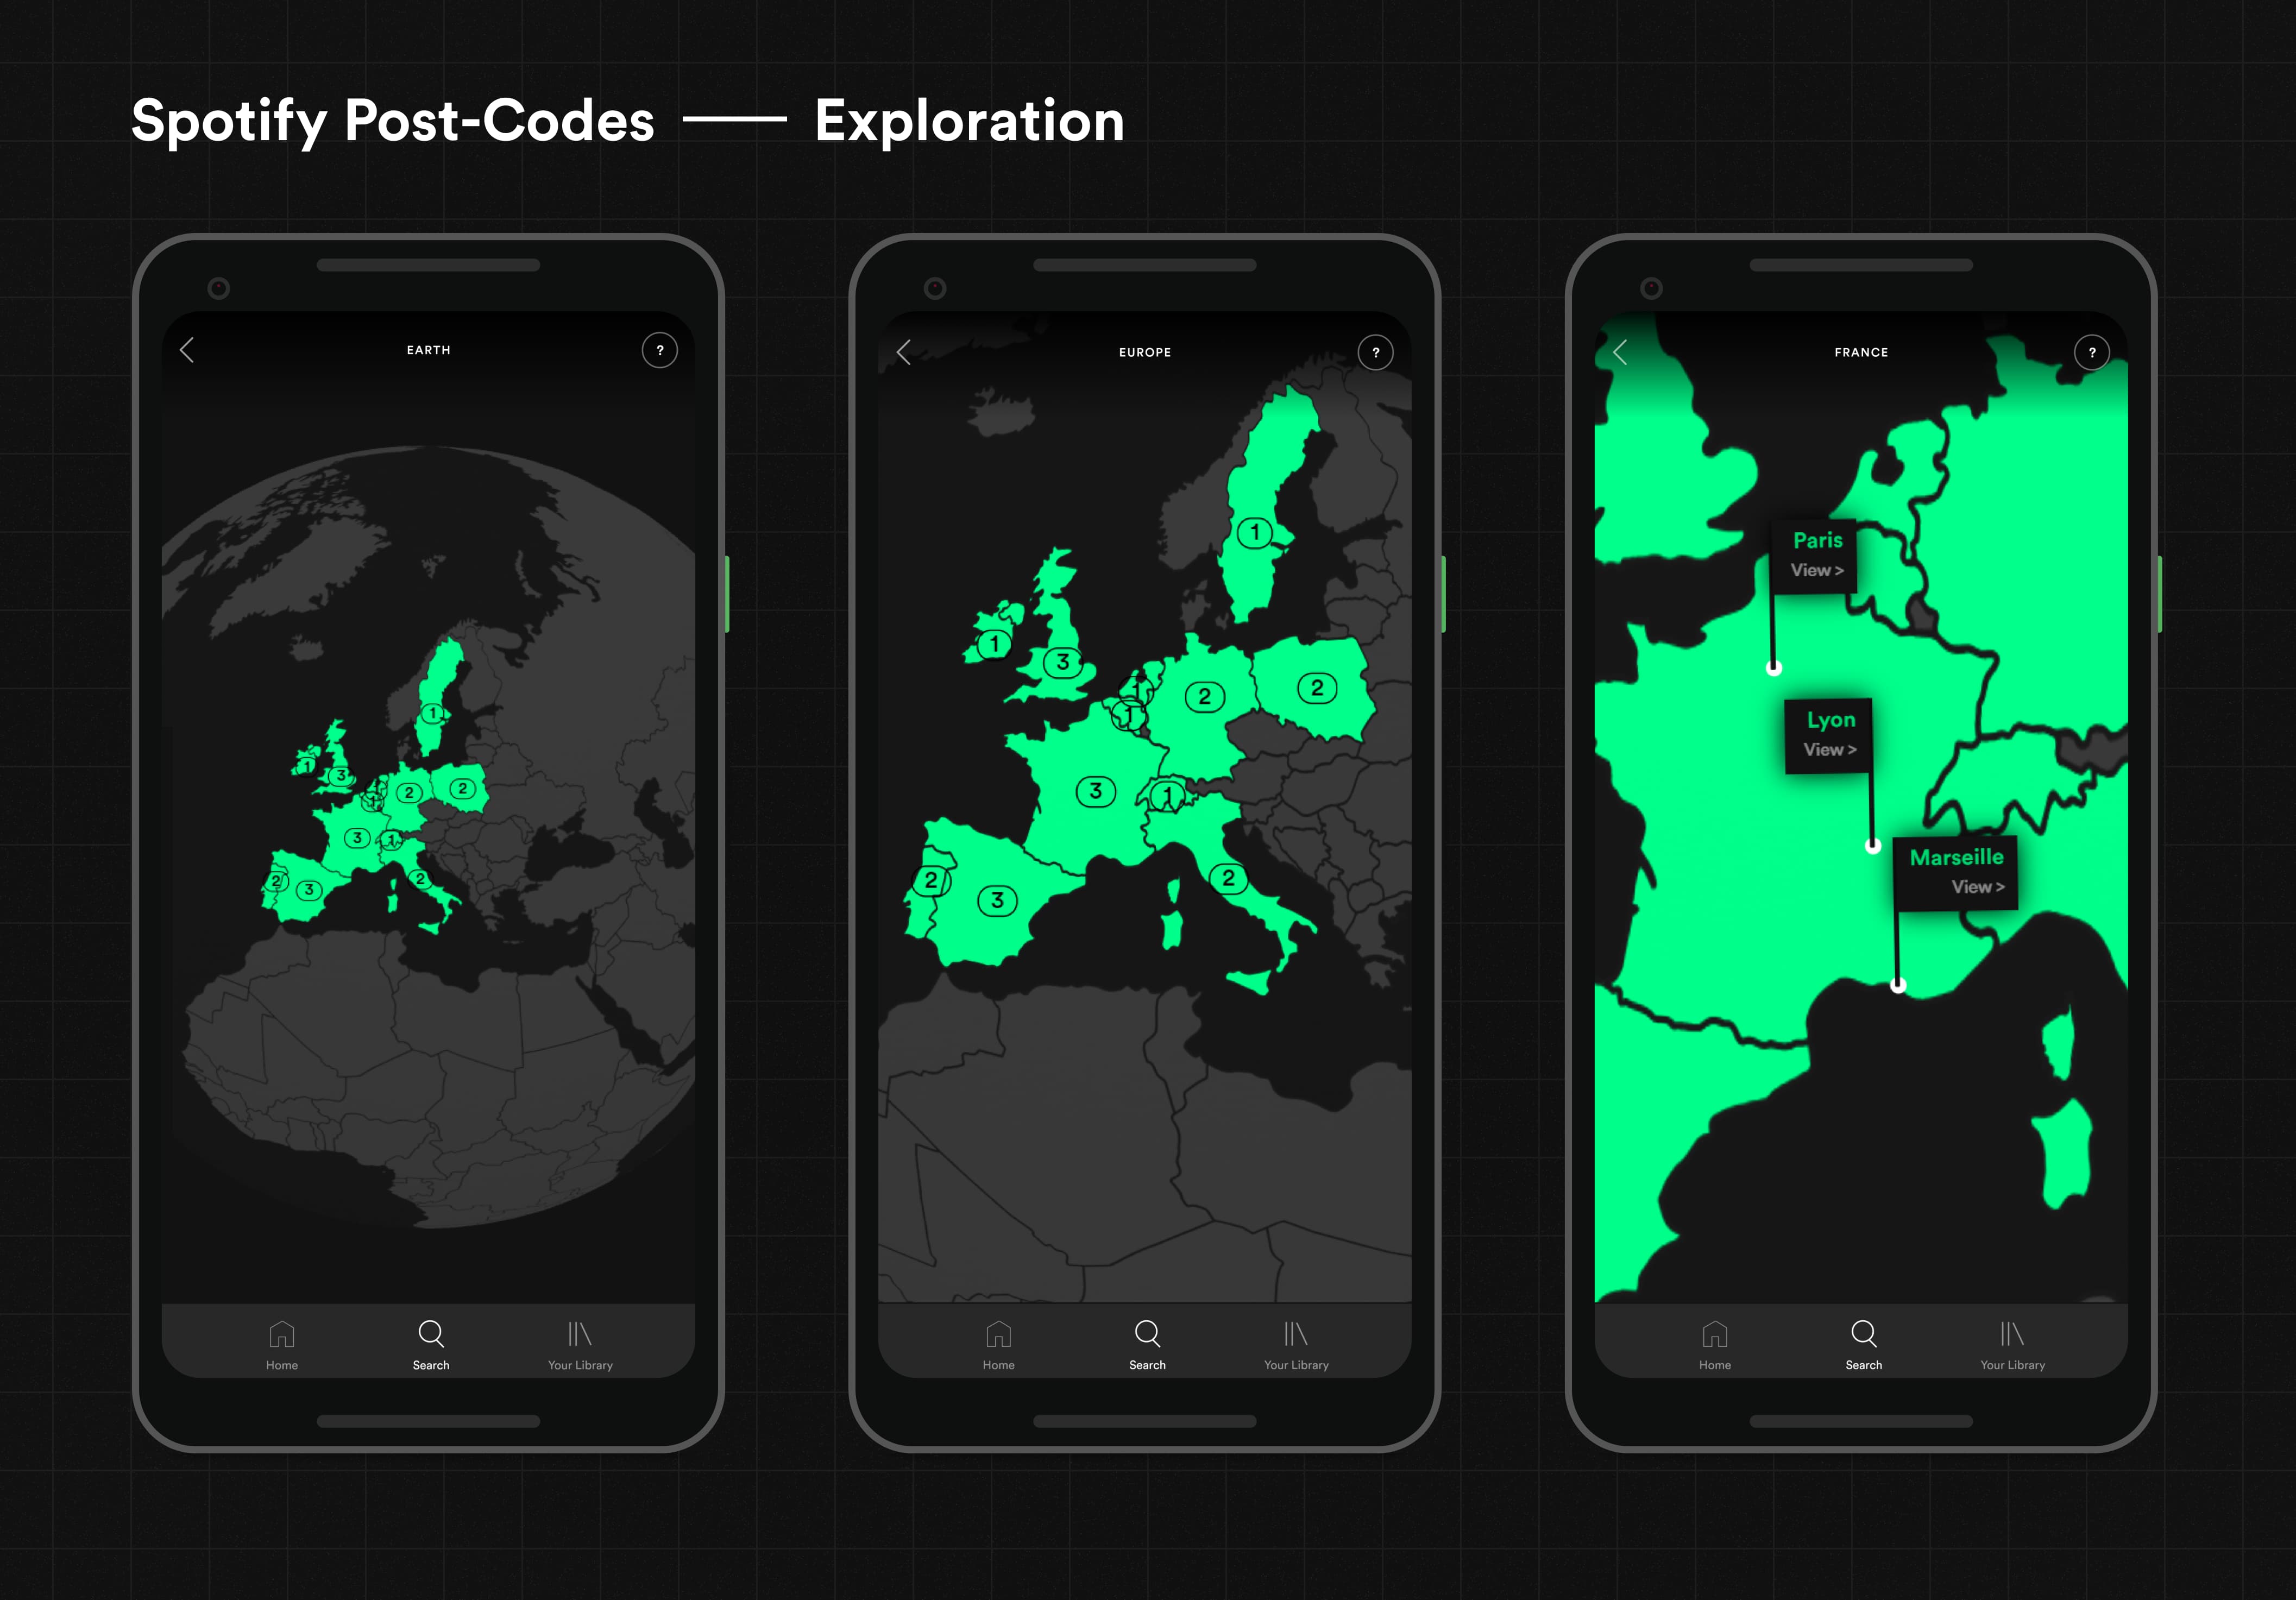 Spotify Post-Codes — Exploration
EARTH
?
1
1
3
1
1
2
2
3
1
2
3
2
Home
Search
Your Library
EUROPE
?
1
1
3
1
1
2
2
3
1
2
3
2
Home
Search
Your Library
FRANCE
?
Paris
View >
Lyon
View >
Marseille
View >
Home
Search
Your Library